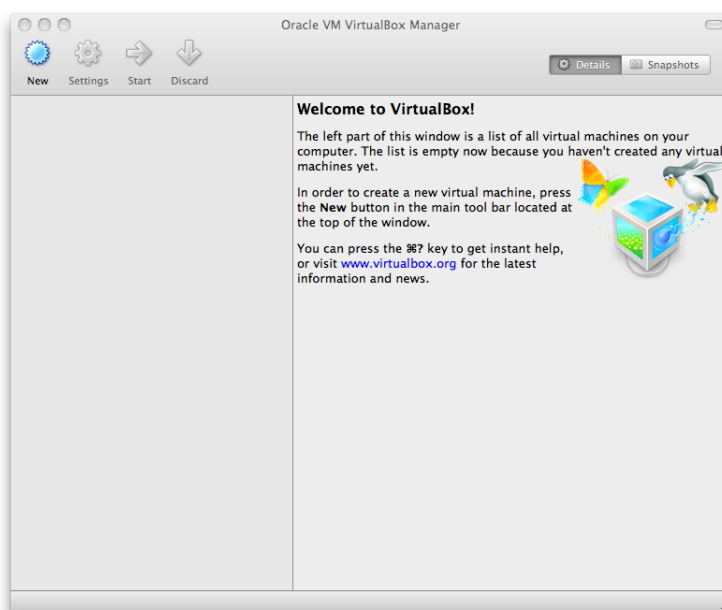 Oracle VM VirtualBox Manager
New Settings Start Discard
Details Snapshots
Welcome to VirtualBox!
The left part of this window is a list of all virtual machines on your
computer. The list is empty now because you haven't created any virtual
machines yet.
In order to create a new virtual machine, press
the New button in the main tool bar located at
the top of the window.
You can press the ⌘? key to get instant help,
or visit www.virtualbox.org for the latest
information and news.